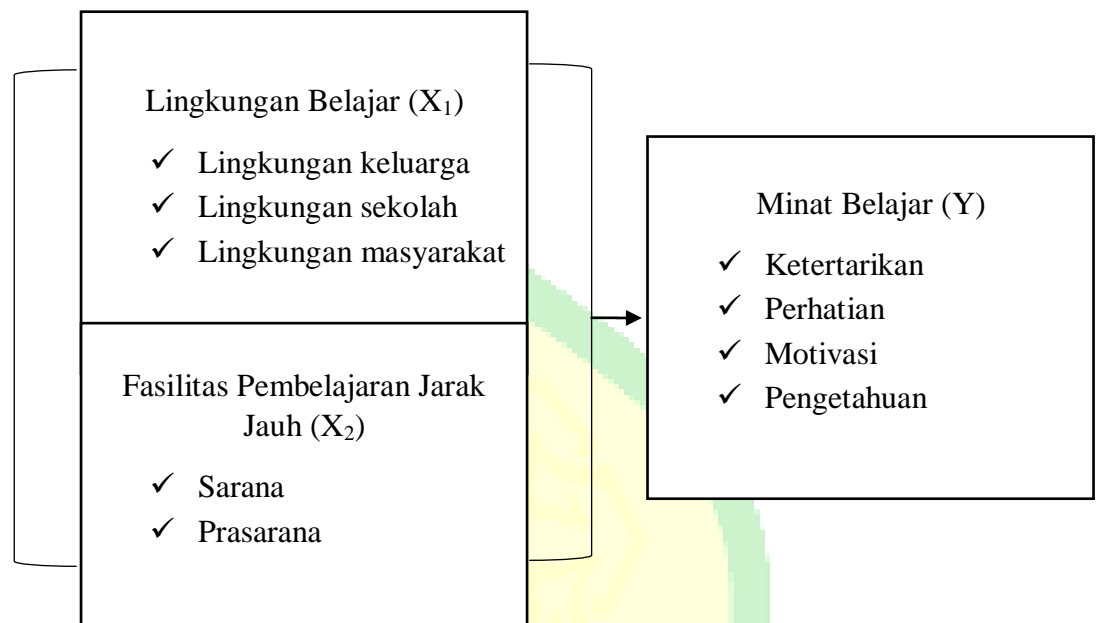 Lingkungan Belajar (X₁)
✓ Lingkungan keluarga
✓ Lingkungan sekolah
✓ Lingkungan masyarakat
Fasilitas Pembelajaran Jarak
Jauh (X₂)
✓ Sarana
✓ Prasarana
Minat Belajar (Y)
✓ Ketertarikan
✓ Perhatian
✓ Motivasi
✓ Pengetahuan